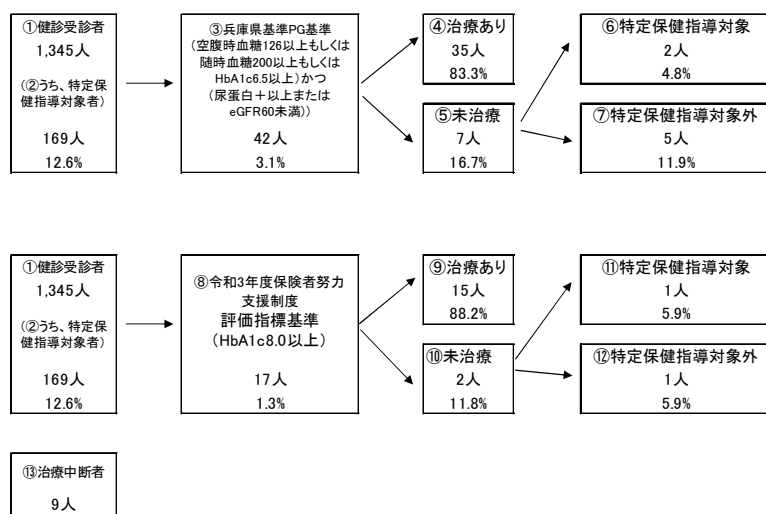 ①健診受診者
1,345人
(②うち、特定保
健指導対象者)
169人
12.6%
③兵庫県基準PG基準
(空腹時血糖126以上もしくは
随時血糖200以上もしくは
HbA1c6.5以上)かつ
(尿蛋白+以上または
eGFR60未満))
42人
3.1%
④治療あり
35人
83.3%
⑤未治療
7人
16.7%
⑥特定保健指導対象
2人
4.8%
⑦特定保健指導対象外
5人
11.9%
①健診受診者
1,345人
(②うち、特定保
健指導対象者)
169人
12.6%
⑧令和3年度保険者努力
支援制度
評価指標基準
(HbA1c8.0以上)
17人
1.3%
⑨治療あり
15人
88.2%
⑩未治療
2人
11.8%
⑪特定保健指導対象
1人
5.9%
⑫特定保健指導対象外
1人
5.9%
⑬治療中断者
9人